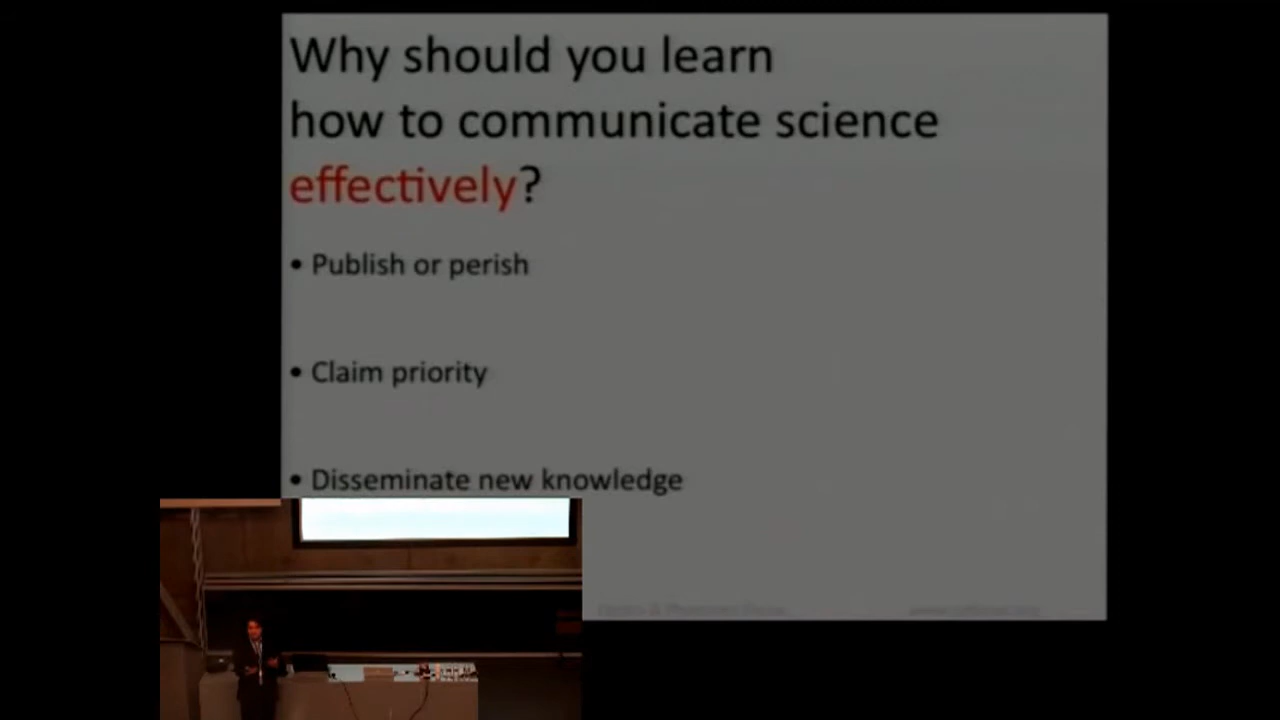 Why should you learn
how to communicate science
effectively?
• Publish or perish
• Claim priority
• Disseminate new knowledge